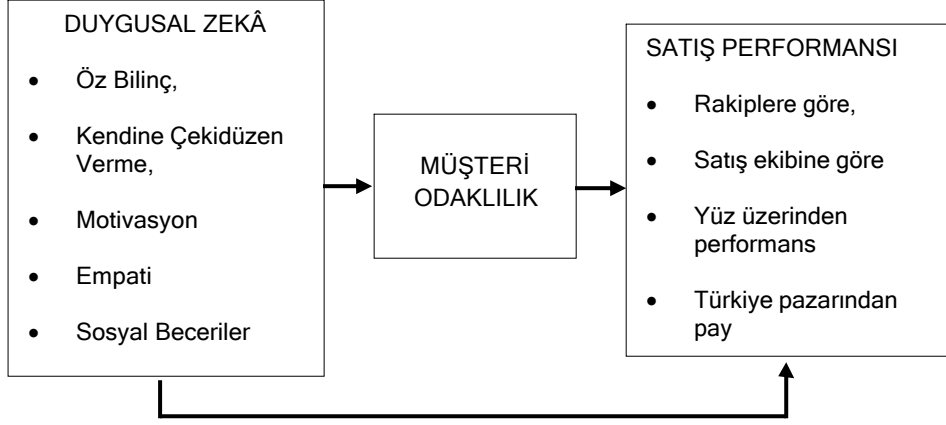 DUYGUSAL ZEKÂ
• Öz Bilinç,
• Kendine Çekidüzen
Verme,
• Motivasyon
• Empati
• Sosyal Beceriler
MÜŞTERİ
ODAKLILIK
SATIŞ PERFORMANSI
• Rakiplere göre,
• Satış ekibine göre
• Yüz üzerinden
performans
• Türkiye pazarından
pay